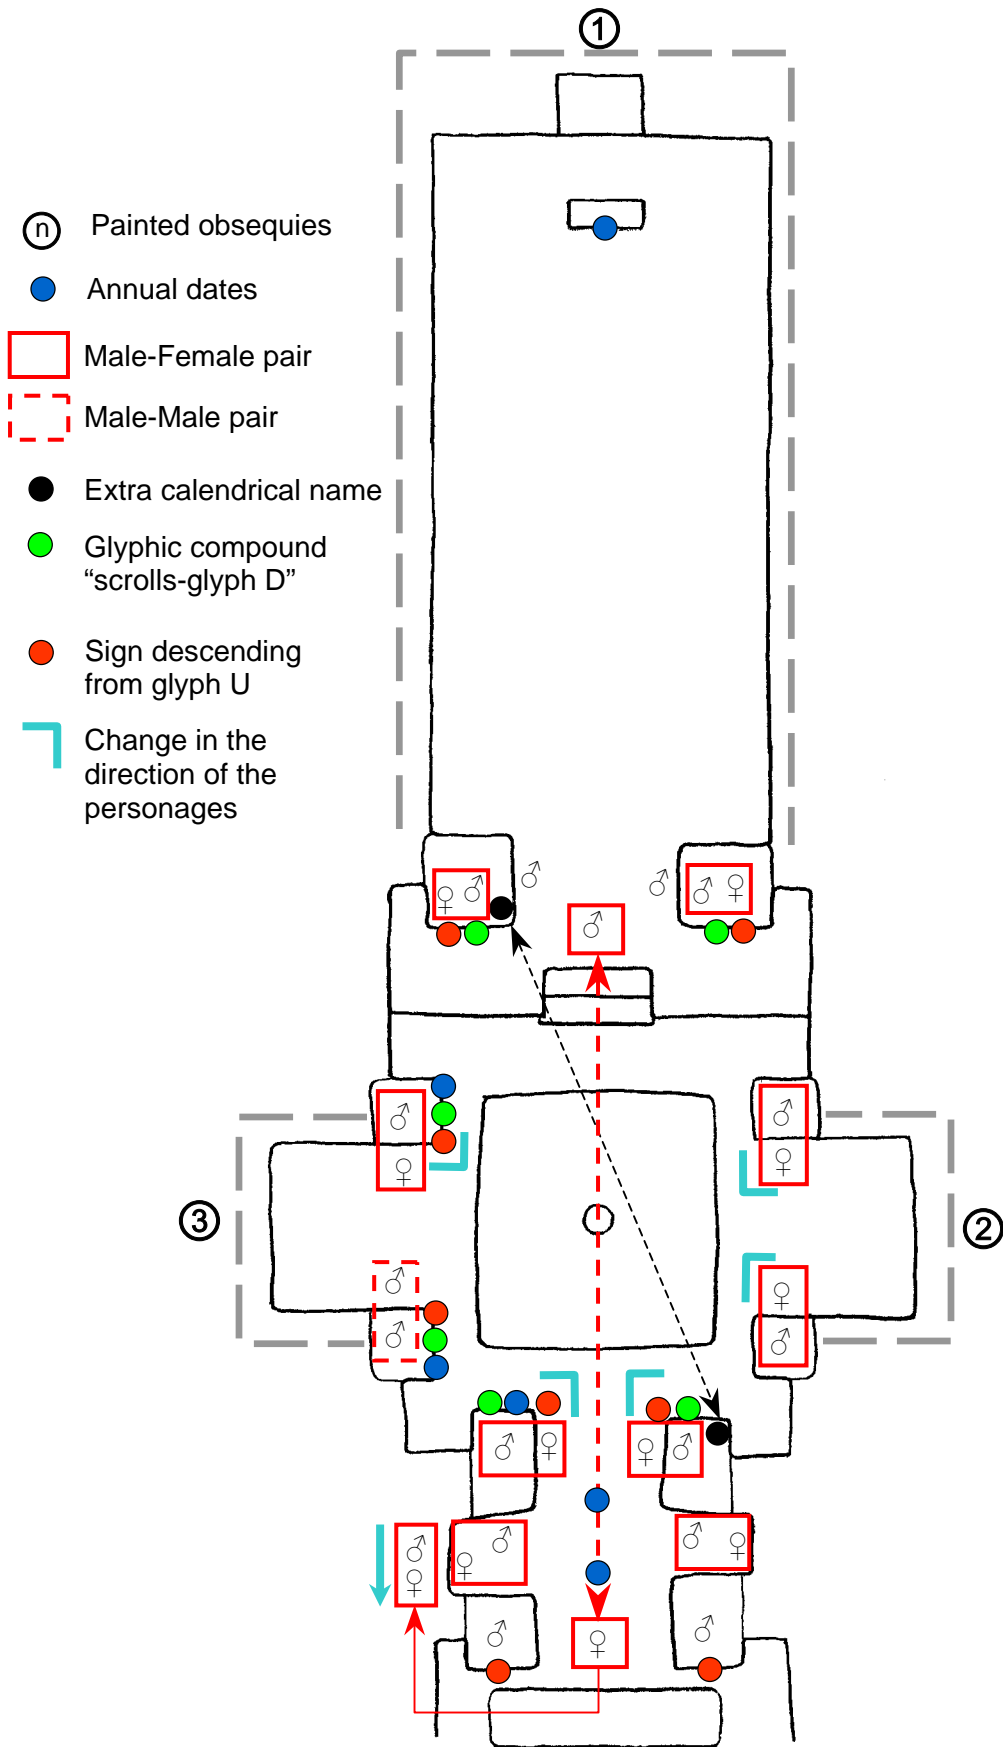 1
n Painted obsequies
Annual dates
Male-Female pair
Male-Male pair
Extra calendrical name
Glyphic compound
“scrolls-glyph D”
Sign descending
from glyph U
Change in the
direction of the
personages
♀ ♂ ♂
♂ ♂ ♀
♂
♂
♀
♂
♀
3
2
♂
♂
♀
♂
♂ ♀
♀ ♂
♂
♀
♀ ♂
♂ ♀
♂
♀
♂